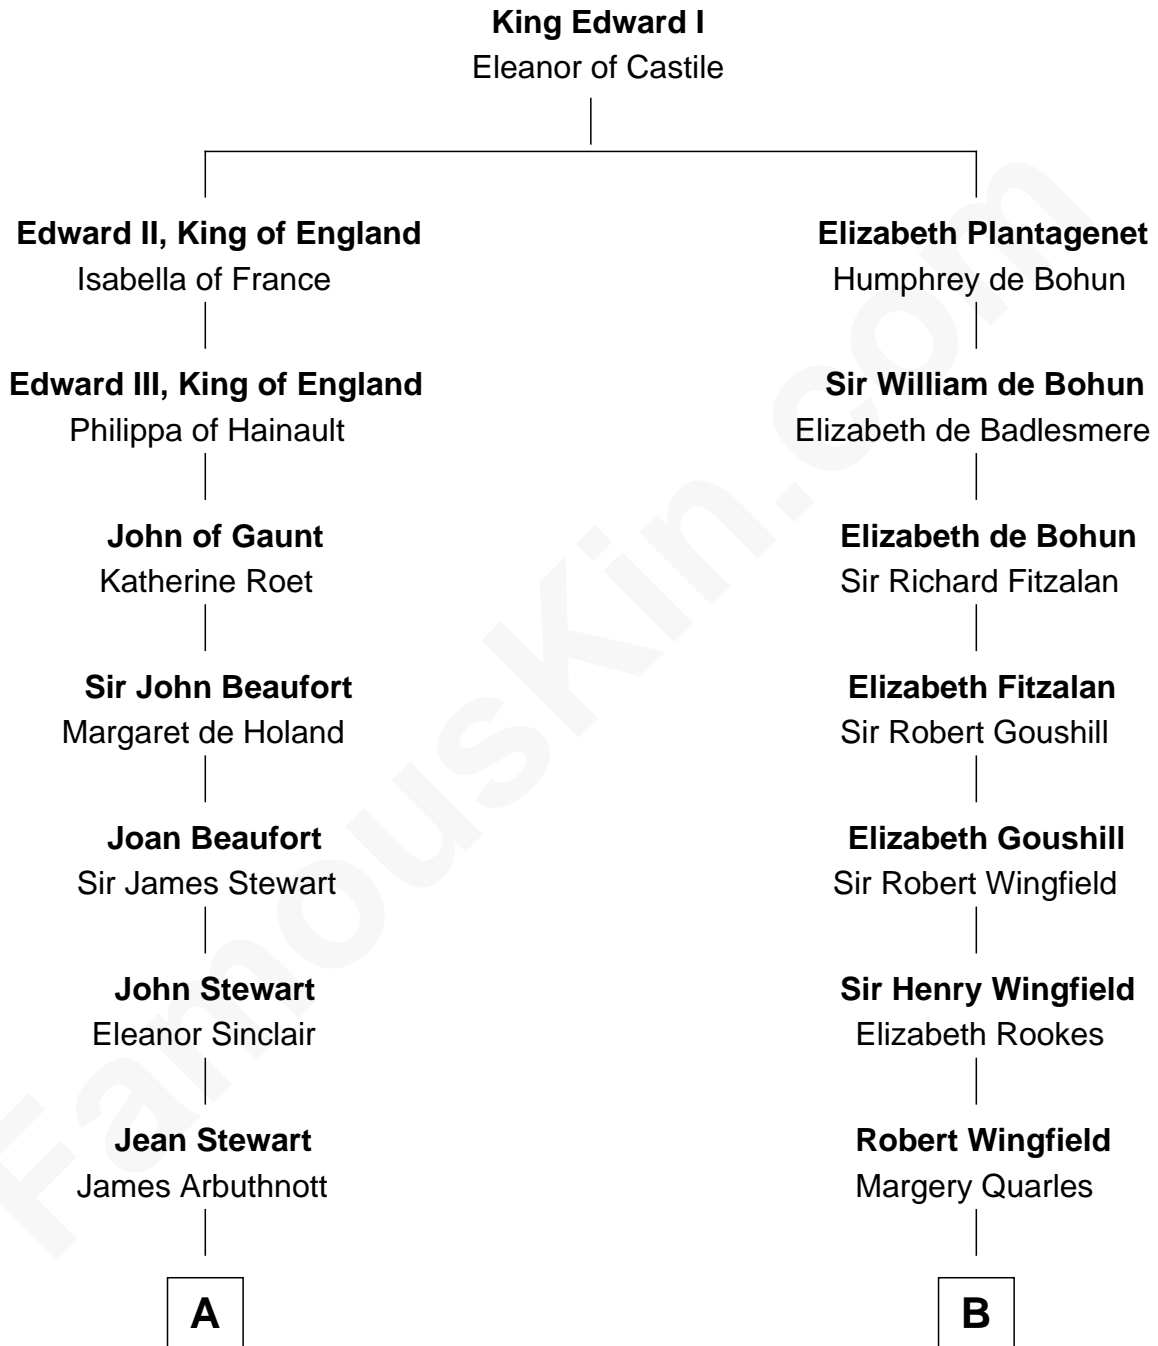 King Edward I
Eleanor of Castile
Edward II, King of England
Isabella of France
Elizabeth Plantagenet
Humphrey de Bohun
Edward III, King of England
Philippa of Hainault
Sir William de Bohun
Elizabeth de Badlesmere
John of Gaunt
Katherine Roet
Elizabeth de Bohun
Sir Richard Fitzalan
Sir John Beaufort
Margaret de Holand
Elizabeth Fitzalan
Sir Robert Goushill
Joan Beaufort
Sir James Stewart
Elizabeth Goushill
Sir Robert Wingfield
John Stewart
Eleanor Sinclair
Sir Henry Wingfield
Elizabeth Rookes
Jean Stewart
James Arbuthnott
Robert Wingfield
Margery Quarles
A
B
FamousKin.com